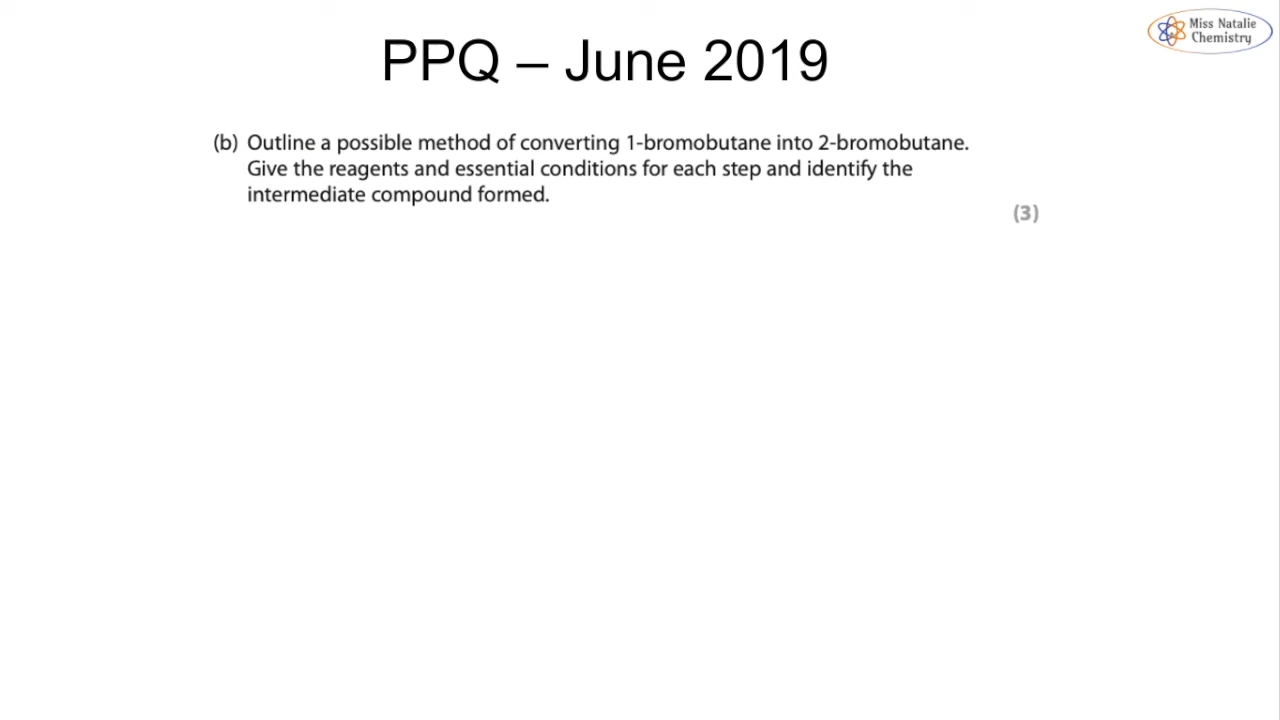 Miss Natalie
Chemistry
PPQ – June 2019
(b) Outline a possible method of converting 1-bromobutane into 2-bromobutane.
Give the reagents and essential conditions for each step and identify the
intermediate compound formed.
(3)